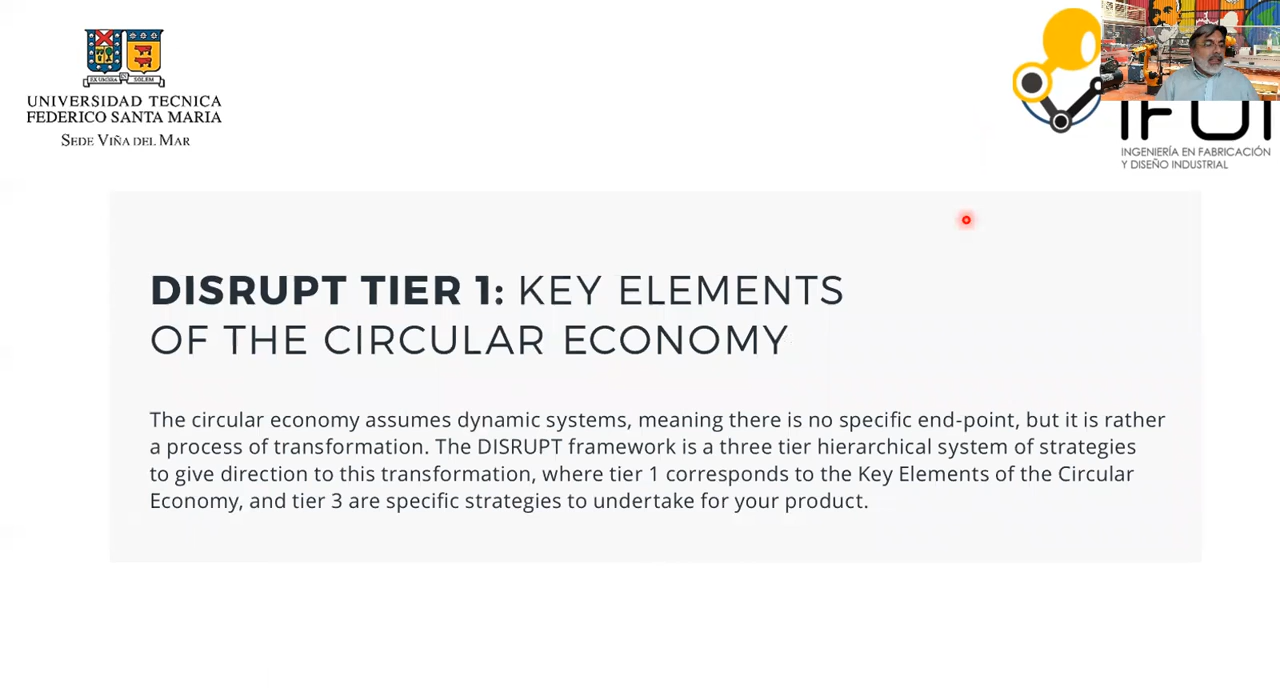 EX UMBRA SOLEM
UNIVERSIDAD TECNICA
FEDERICO SANTA MARIA
SEDE VIÑA DEL MAR
INGENIERÍA EN FABRICACIÓN
Y DISEÑO INDUSTRIAL
DISRUPT TIER 1: KEY ELEMENTS
OF THE CIRCULAR ECONOMY
The circular economy assumes dynamic systems, meaning there is no specific end-point, but it is rather
a process of transformation. The DISRUPT framework is a three tier hierarchical system of strategies
to give direction to this transformation, where tier 1 corresponds to the Key Elements of the Circular
Economy, and tier 3 are specific strategies to undertake for your product.